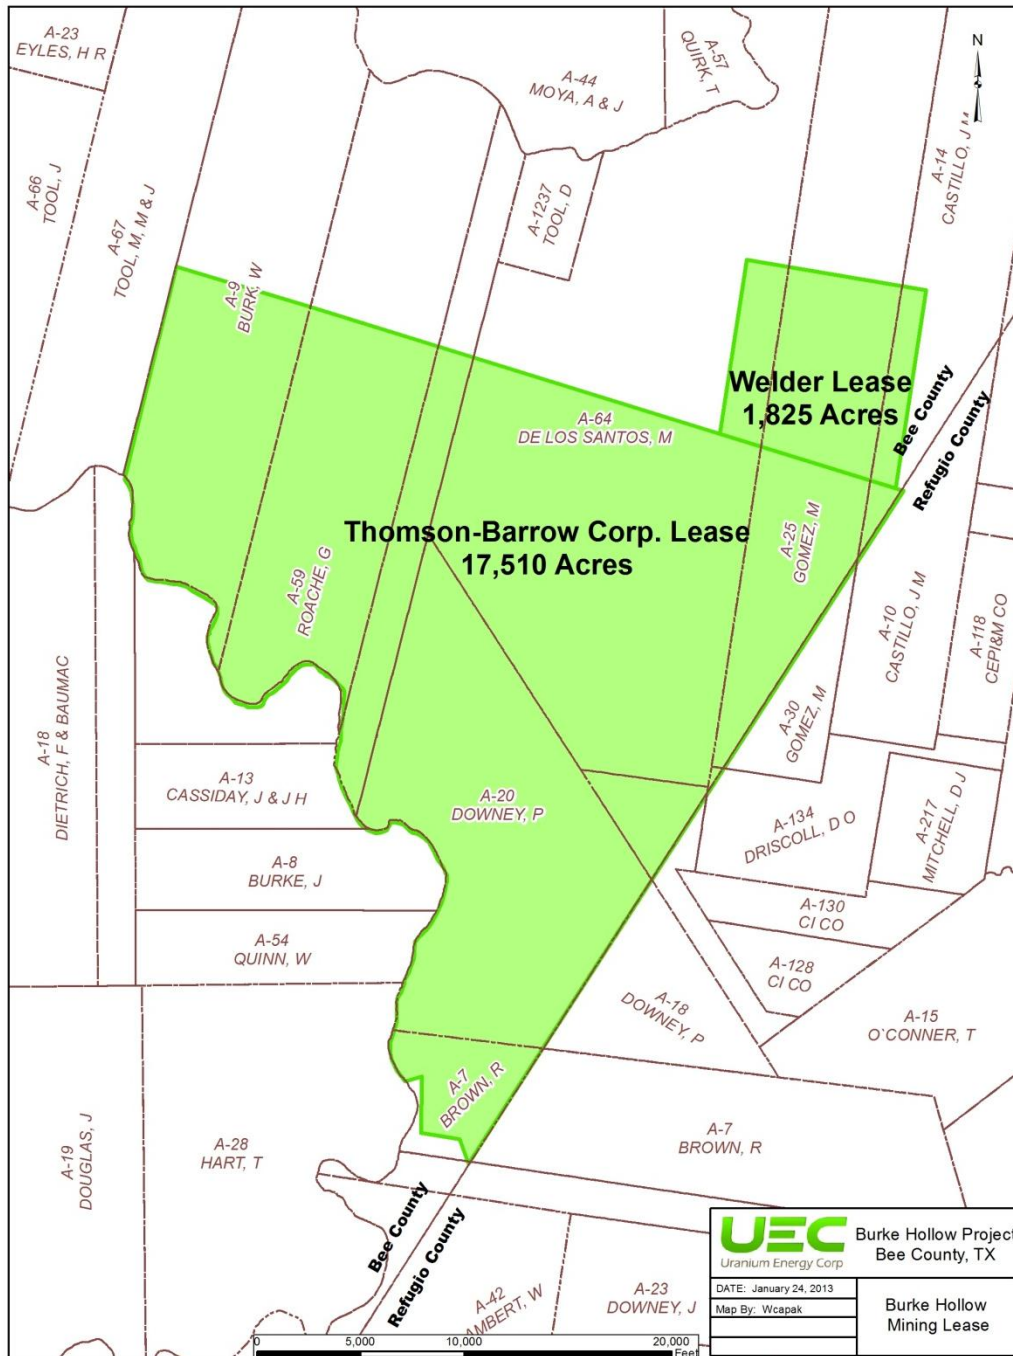 A-23
EYLES, H R
A-44
MOYA, A & J
A-57
QUIRK, T
N
A-14
CASTILLO, J M
A-66
TOOL, J
A-67
TOOL, M, M & J
A-1237
TOOL, D
A-9
BURK, W
Welder Lease
1,825 Acres
Bee County
Refugio County
A-64
DE LOS SANTOS, M
Thomson-Barrow Corp. Lease
17,510 Acres
A-25
GOMEZ, M
A-59
ROACHE, G
A-10
CASTILLO, J M
A-118
CEPI&M CO
A-18
DIETRICH, F & BAUMAC
A-30
GOMEZ, M
A-13
CASSIDAY, J & J H
A-20
DOWNEY, P
A-134
DRISCOLL, D O
A-217
MITCHELL, D J
A-8
BURKE, J
A-130
CI CO
A-54
QUINN, W
A-128
CI CO
A-18
DOWNEY, P
A-15
O`CONNER, T
A-7
BROWN, R
A-7
BROWN, R
A-19
DOUGLAS, J
A-28
HART, T
Bee County
Refugio County
A-42
AMBERT, W
A-23
DOWNEY, J
UEC
Uranium Energy Corp
Burke Hollow Project
Bee County, TX
DATE: January 24, 2013
Map By: Wcapak
Burke Hollow
Mining Lease
0 5,000 10,000 20,000
Feet